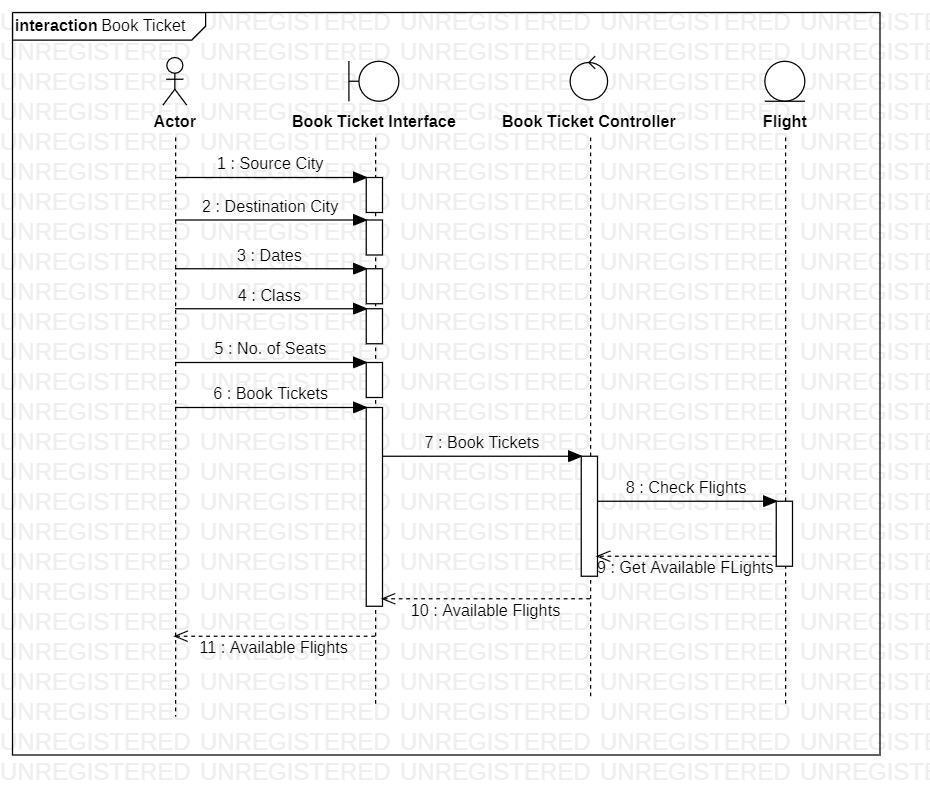 interaction Book Ticket
Actor
Book Ticket Interface
Book Ticket Controller
Flight
1 : Source City
2 : Destination City
3 : Dates
4 : Class
5 : No. of Seats
6 : Book Tickets
7 : Book Tickets
8 : Check Flights
9 : Get Available FLights
10 : Available Flights
11 : Available Flights
UNREGISTERED